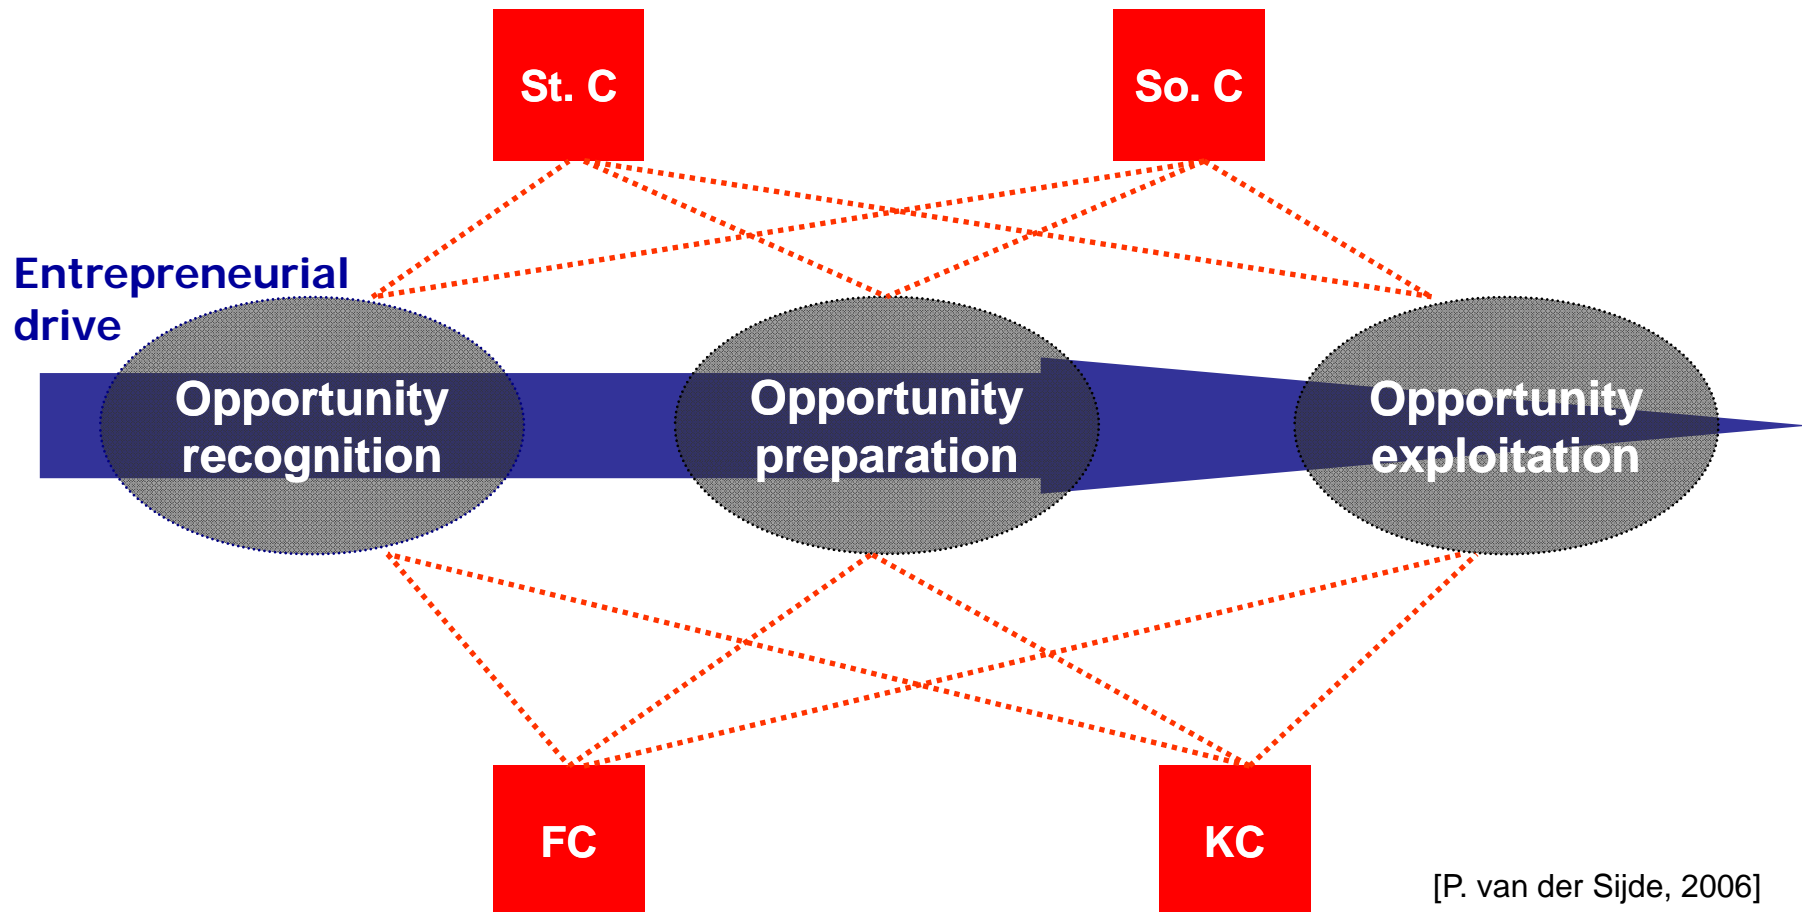 St. C
So. C
Entrepreneurial
drive
Opportunity
recognition
Opportunity
preparation
Opportunity
exploitation
FC
KC
[P. van der Sijde, 2006]